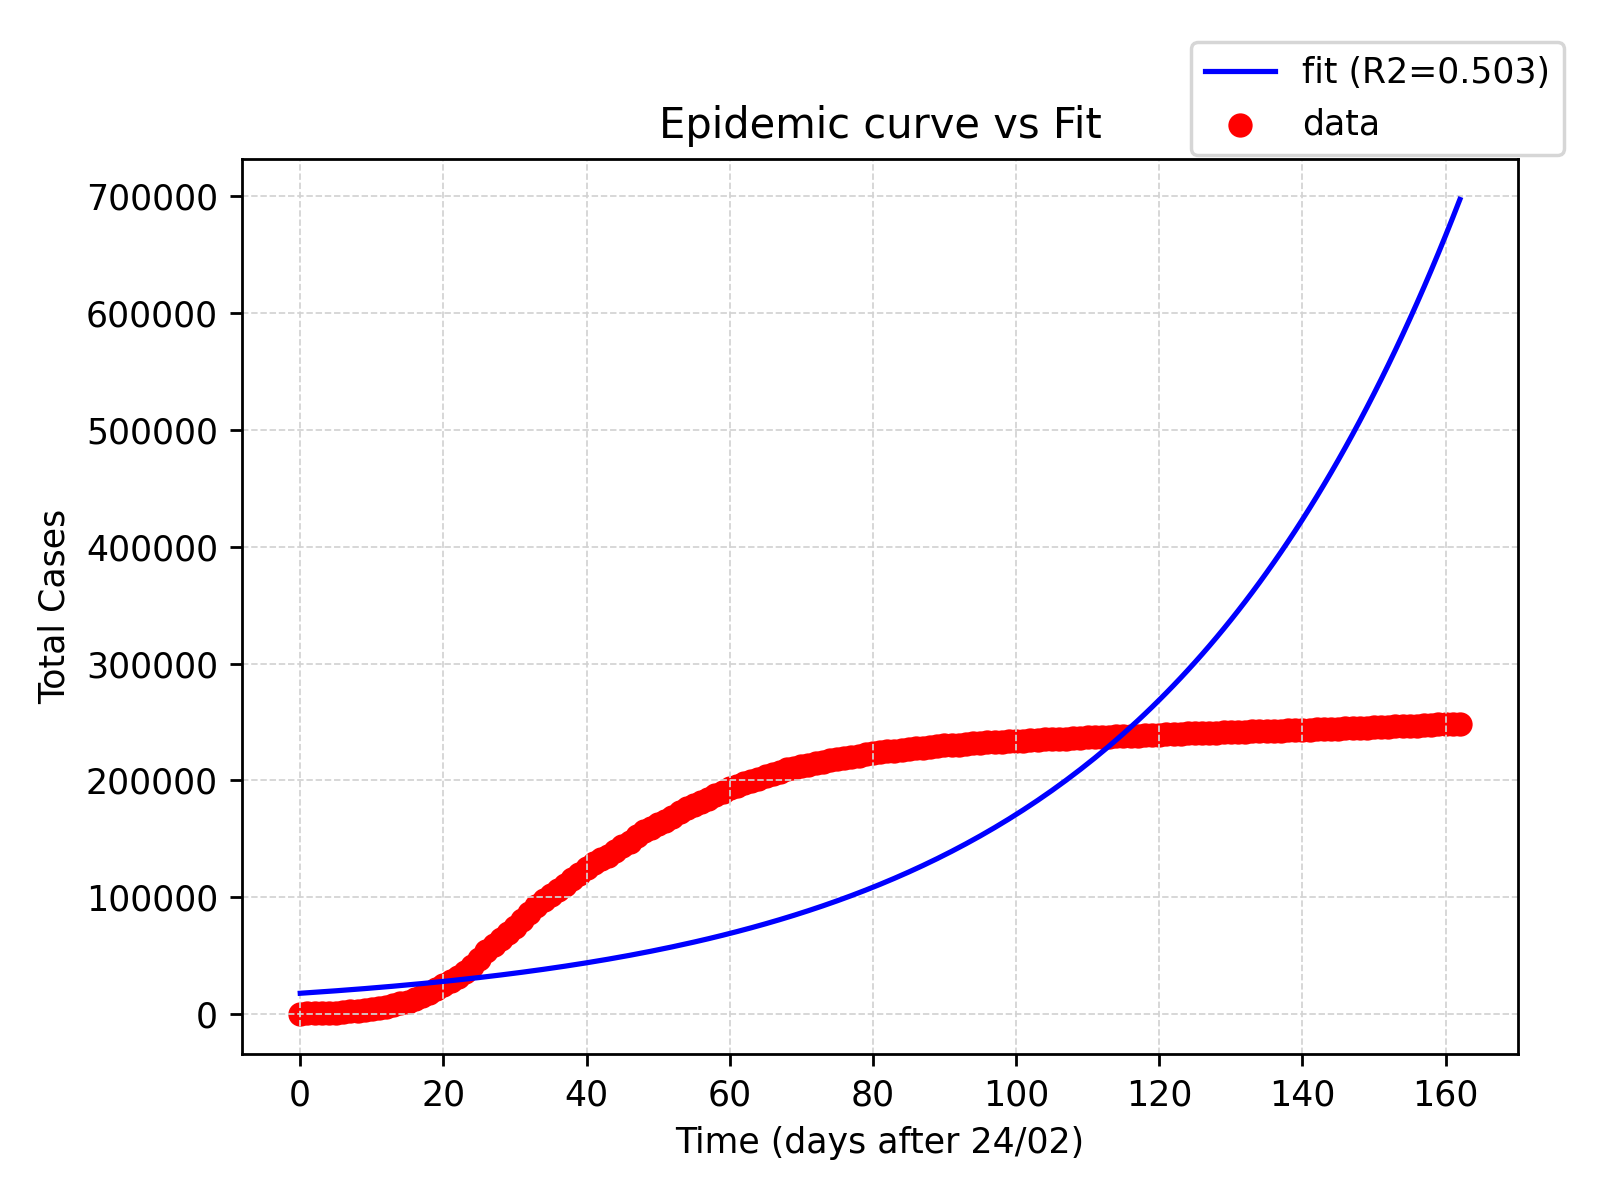 fit (R2=0.503)
data
Epidemic curve vs Fit
700000
600000
500000
400000
300000
200000
100000
0
Total Cases
0 20 40 60 80 100 120 140 160
Time (days after 24/02)